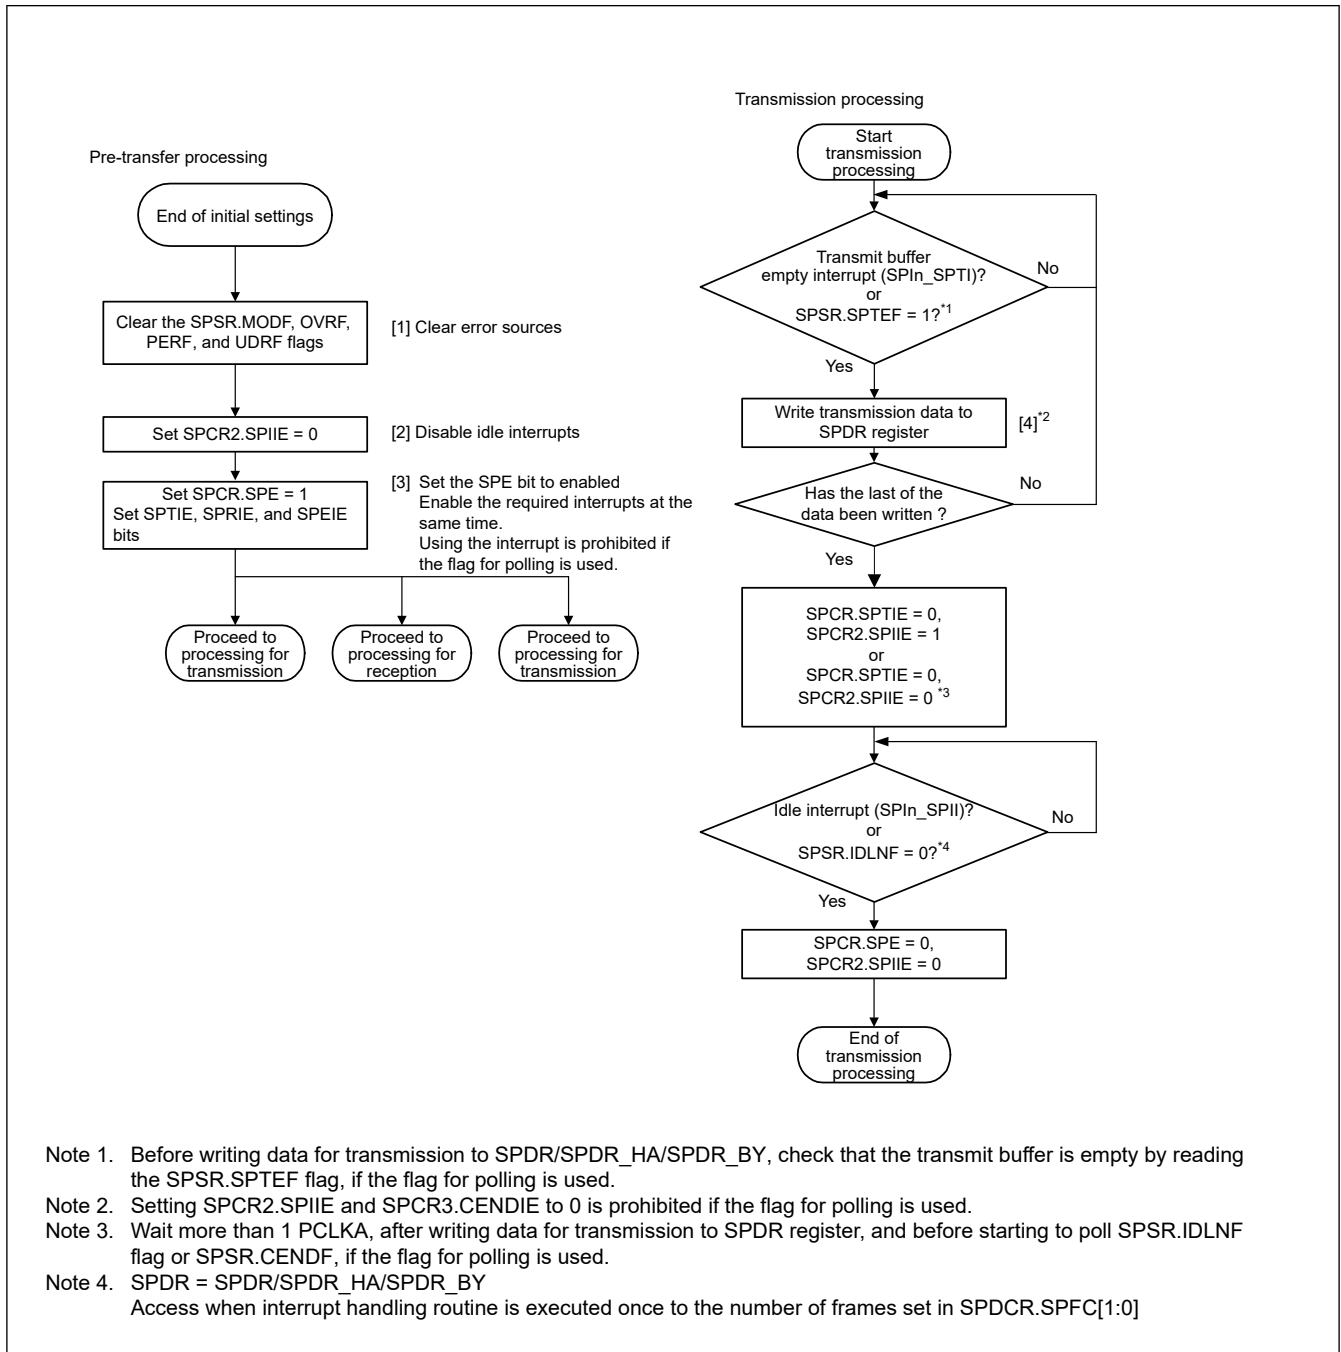 Pre-transfer processing
End of initial settings
Clear the SPSR.MODF, OVRF,
PERF, and UDRF flags
[1] Clear error sources
Set SPCR2.SPIIE = 0
[2] Disable idle interrupts
Set SPCR.SPE = 1
Set SPTIE, SPRIE, and SPEIE
bits
[3] Set the SPE bit to enabled
Enable the required interrupts at the
same time.
Using the interrupt is prohibited if
the flag for polling is used.
Proceed to
processing for
transmission
Proceed to
processing for
reception
Proceed to
processing for
transmission
Transmission processing
Start
transmission
processing
Transmit buffer
empty interrupt (SPIn_SPTI)?
or
SPSR.SPTEF = 1?*1
No
Yes
Write transmission data to
SPDR register
[4]*2
Has the last of the
data been written ?
No
Yes
SPCR.SPTIE = 0,
SPCR2.SPIIE = 1
or
SPCR.SPTIE = 0,
SPCR2.SPIIE = 0 *3
Idle interrupt (SPIn_SPII)?
or
SPSR.IDLNF = 0?*4
No
Yes
SPCR.SPE = 0,
SPCR2.SPIIE = 0
End of
transmission
processing
Note 1. Before writing data for transmission to SPDR/SPDR_HA/SPDR_BY, check that the transmit buffer is empty by reading
the SPSR.SPTEF flag, if the flag for polling is used.
Note 2. Setting SPCR2.SPIIE and SPCR3.CENDIE to 0 is prohibited if the flag for polling is used.
Note 3. Wait more than 1 PCLKA, after writing data for transmission to SPDR register, and before starting to poll SPSR.IDLNF
flag or SPSR.CENDF, if the flag for polling is used.
Note 4. SPDR = SPDR/SPDR_HA/SPDR_BY
Access when interrupt handling routine is executed once to the number of frames set in SPDCR.SPFC[1:0]